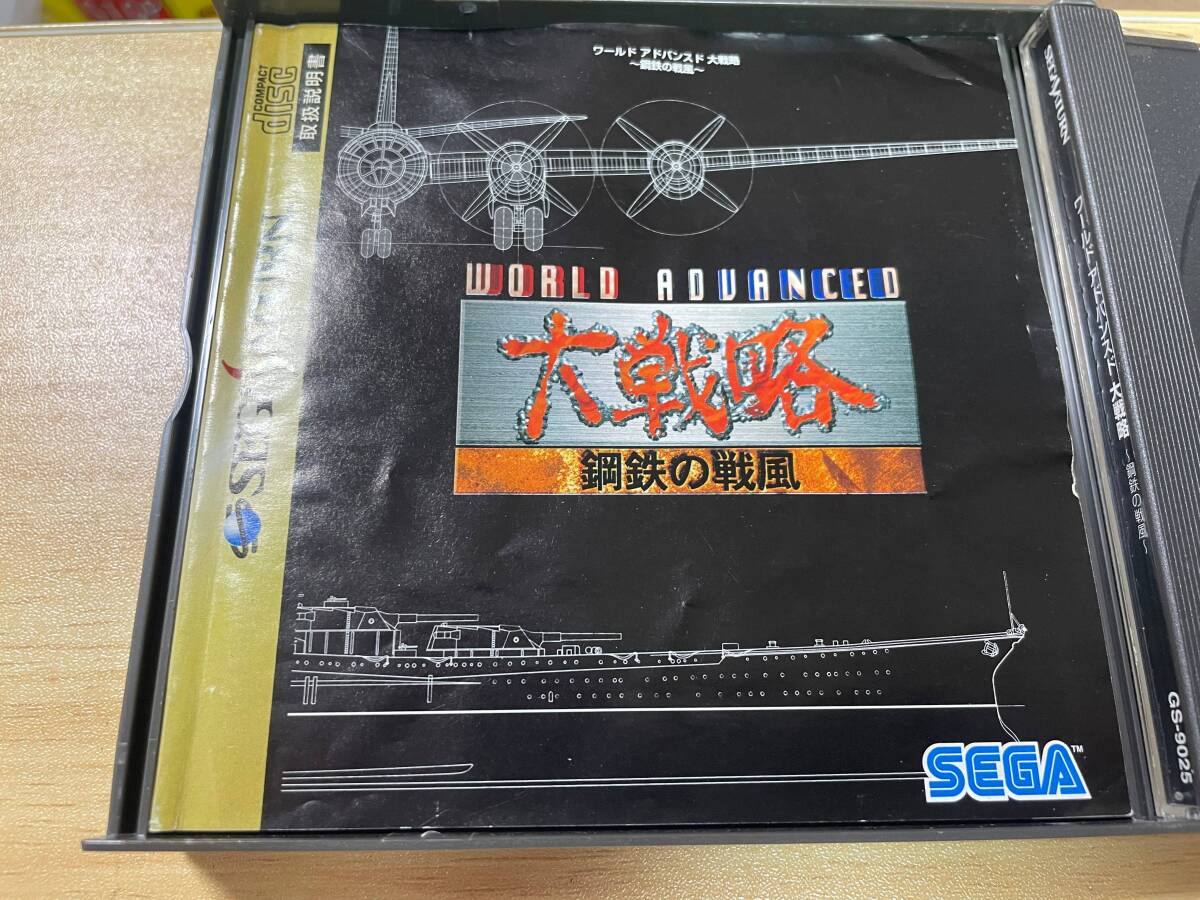 COMPACT
disc
取扱説明書
SEGA SATURN
ワールド アドバンスド 大戦略
～鋼鉄の戦風～
WORLD ADVANCED
大戦略
鋼鉄の戦風
SEGA™
SEGA SATURN
ワールド アドバンスド 大戦略 ～鋼鉄の戦風～
GS-9025